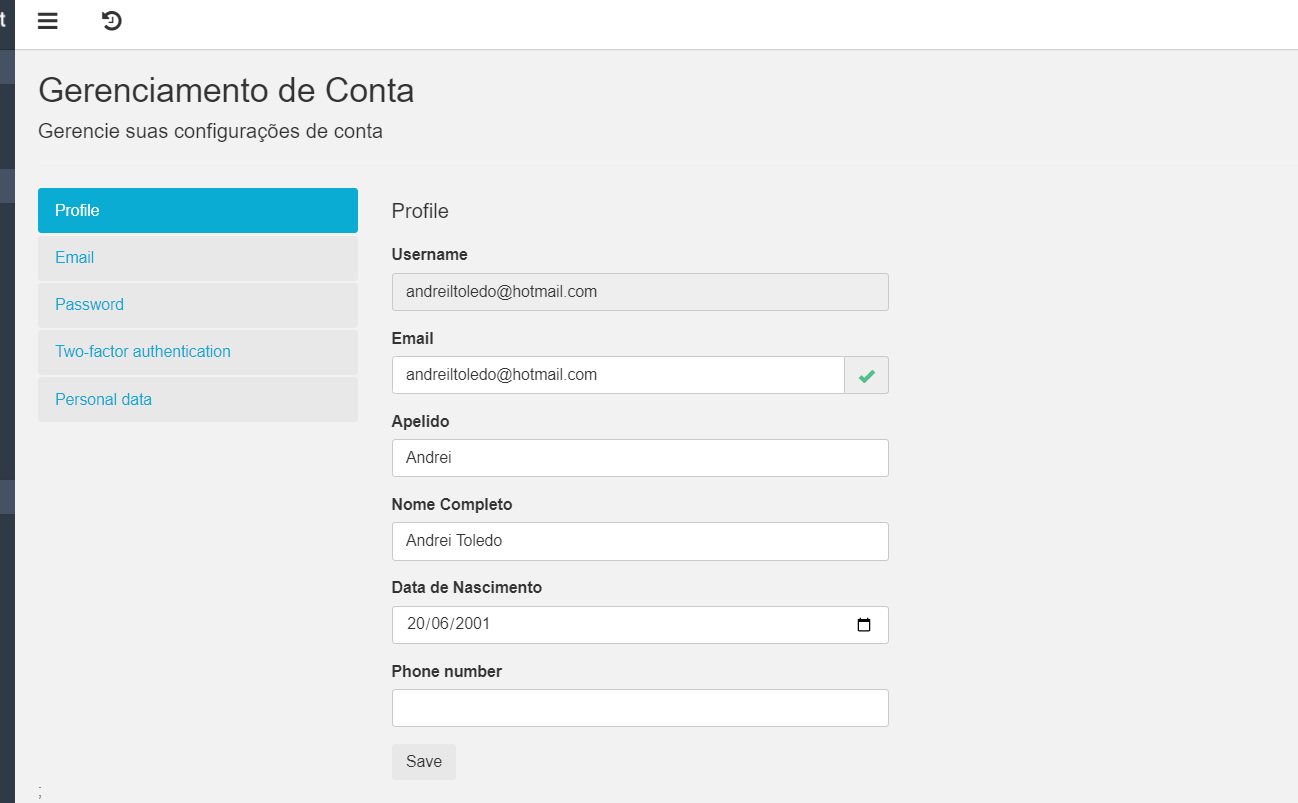 t
Gerenciamento de Conta
Gerencie suas configurações de conta
Profile
Email
Password
Two-factor authentication
Personal data
Profile
Username
andreiltoledo@hotmail.com
Email
andreiltoledo@hotmail.com
Apelido
Andrei
Nome Completo
Andrei Toledo
Data de Nascimento
20/06/2001
Phone number
Save
;